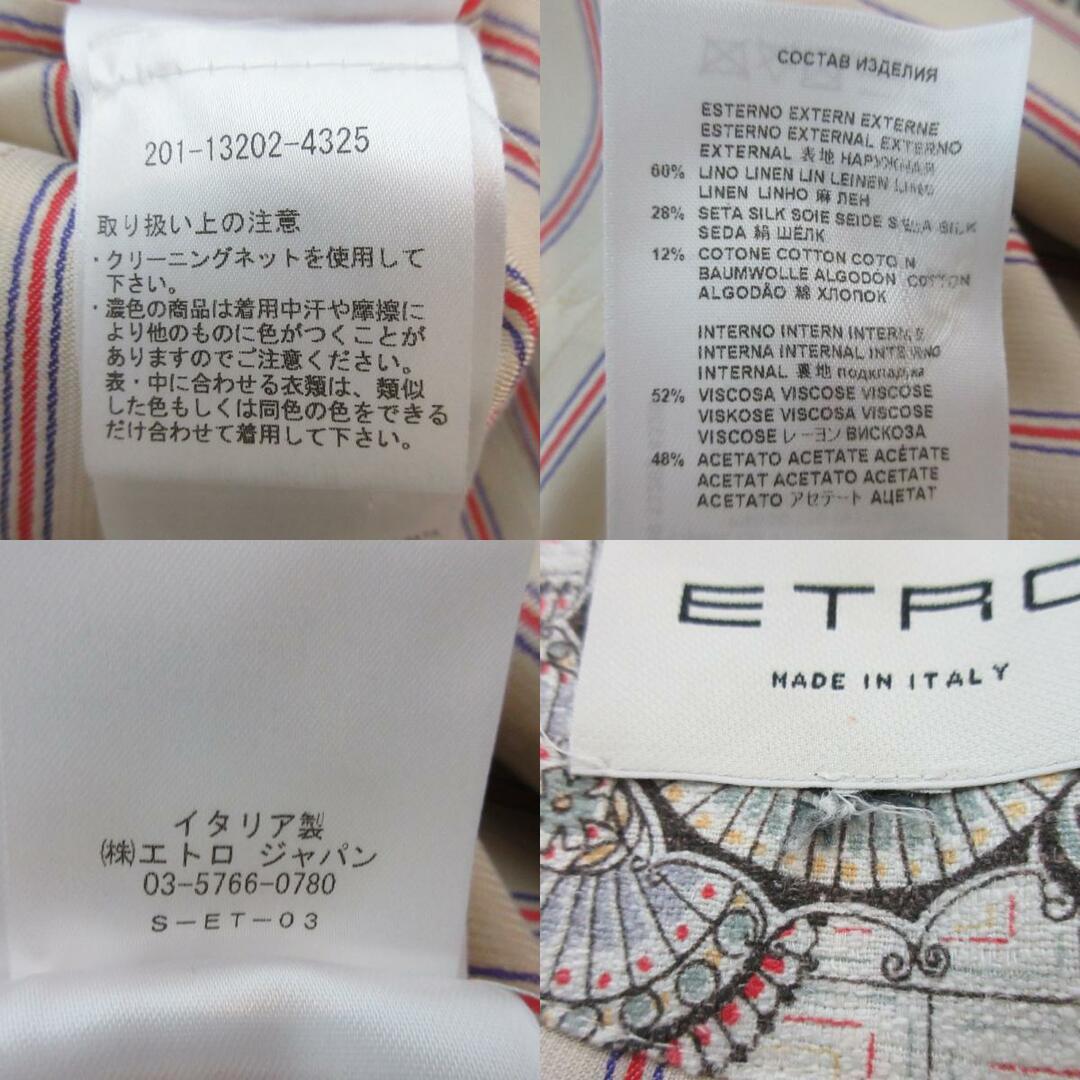 201-13202-4325
取り扱い上の注意
・クリーニングネットを使用して
下さい。
・濃色の商品は着用中汗や摩擦に
より他のものに色がつくことが
ありますのでご注意ください。
表・中に合わせる衣類は、類似
した色もしくは同色の色をできる
だけ合わせて着用して下さい。
СОСТАВ ИЗДЕЛИЯ
ESTERNO EXTERN EXTERNE
ESTERNO EXTERNAL EXTERNO
EXTERNAL 表地 НАРУЖНАЯ
60% LINO LINEN LIN LEINEN LINO
LINEN LINHO 麻 ЛЕН
28% SETA SILK SOIE SEIDE SEDA SILK
SEDA 絹 ШЁЛК
12% COTONE COTTON COTON
BAUMWOLLE ALGODÓN COTTON
ALGODÃO 綿 ХЛОПОК
INTERNO INTERN INTERNE
INTERNA INTERNAL INTERNO
INTERNAL 裏地 подкладка
52% VISCOSA VISCOSE VISCOSE
VISKOSE VISCOSA VISCOSE
VISCOSE レーヨン ВИСКОЗА
48% ACETATO ACETATE ACÉTATE
ACETAT ACETATO ACETATE
ACETATO アセテート АЦЕТАТ
イタリア製
㈱エトロ ジャパン
03-5766-0780
S-ET-03
ETRO
MADE IN ITALY